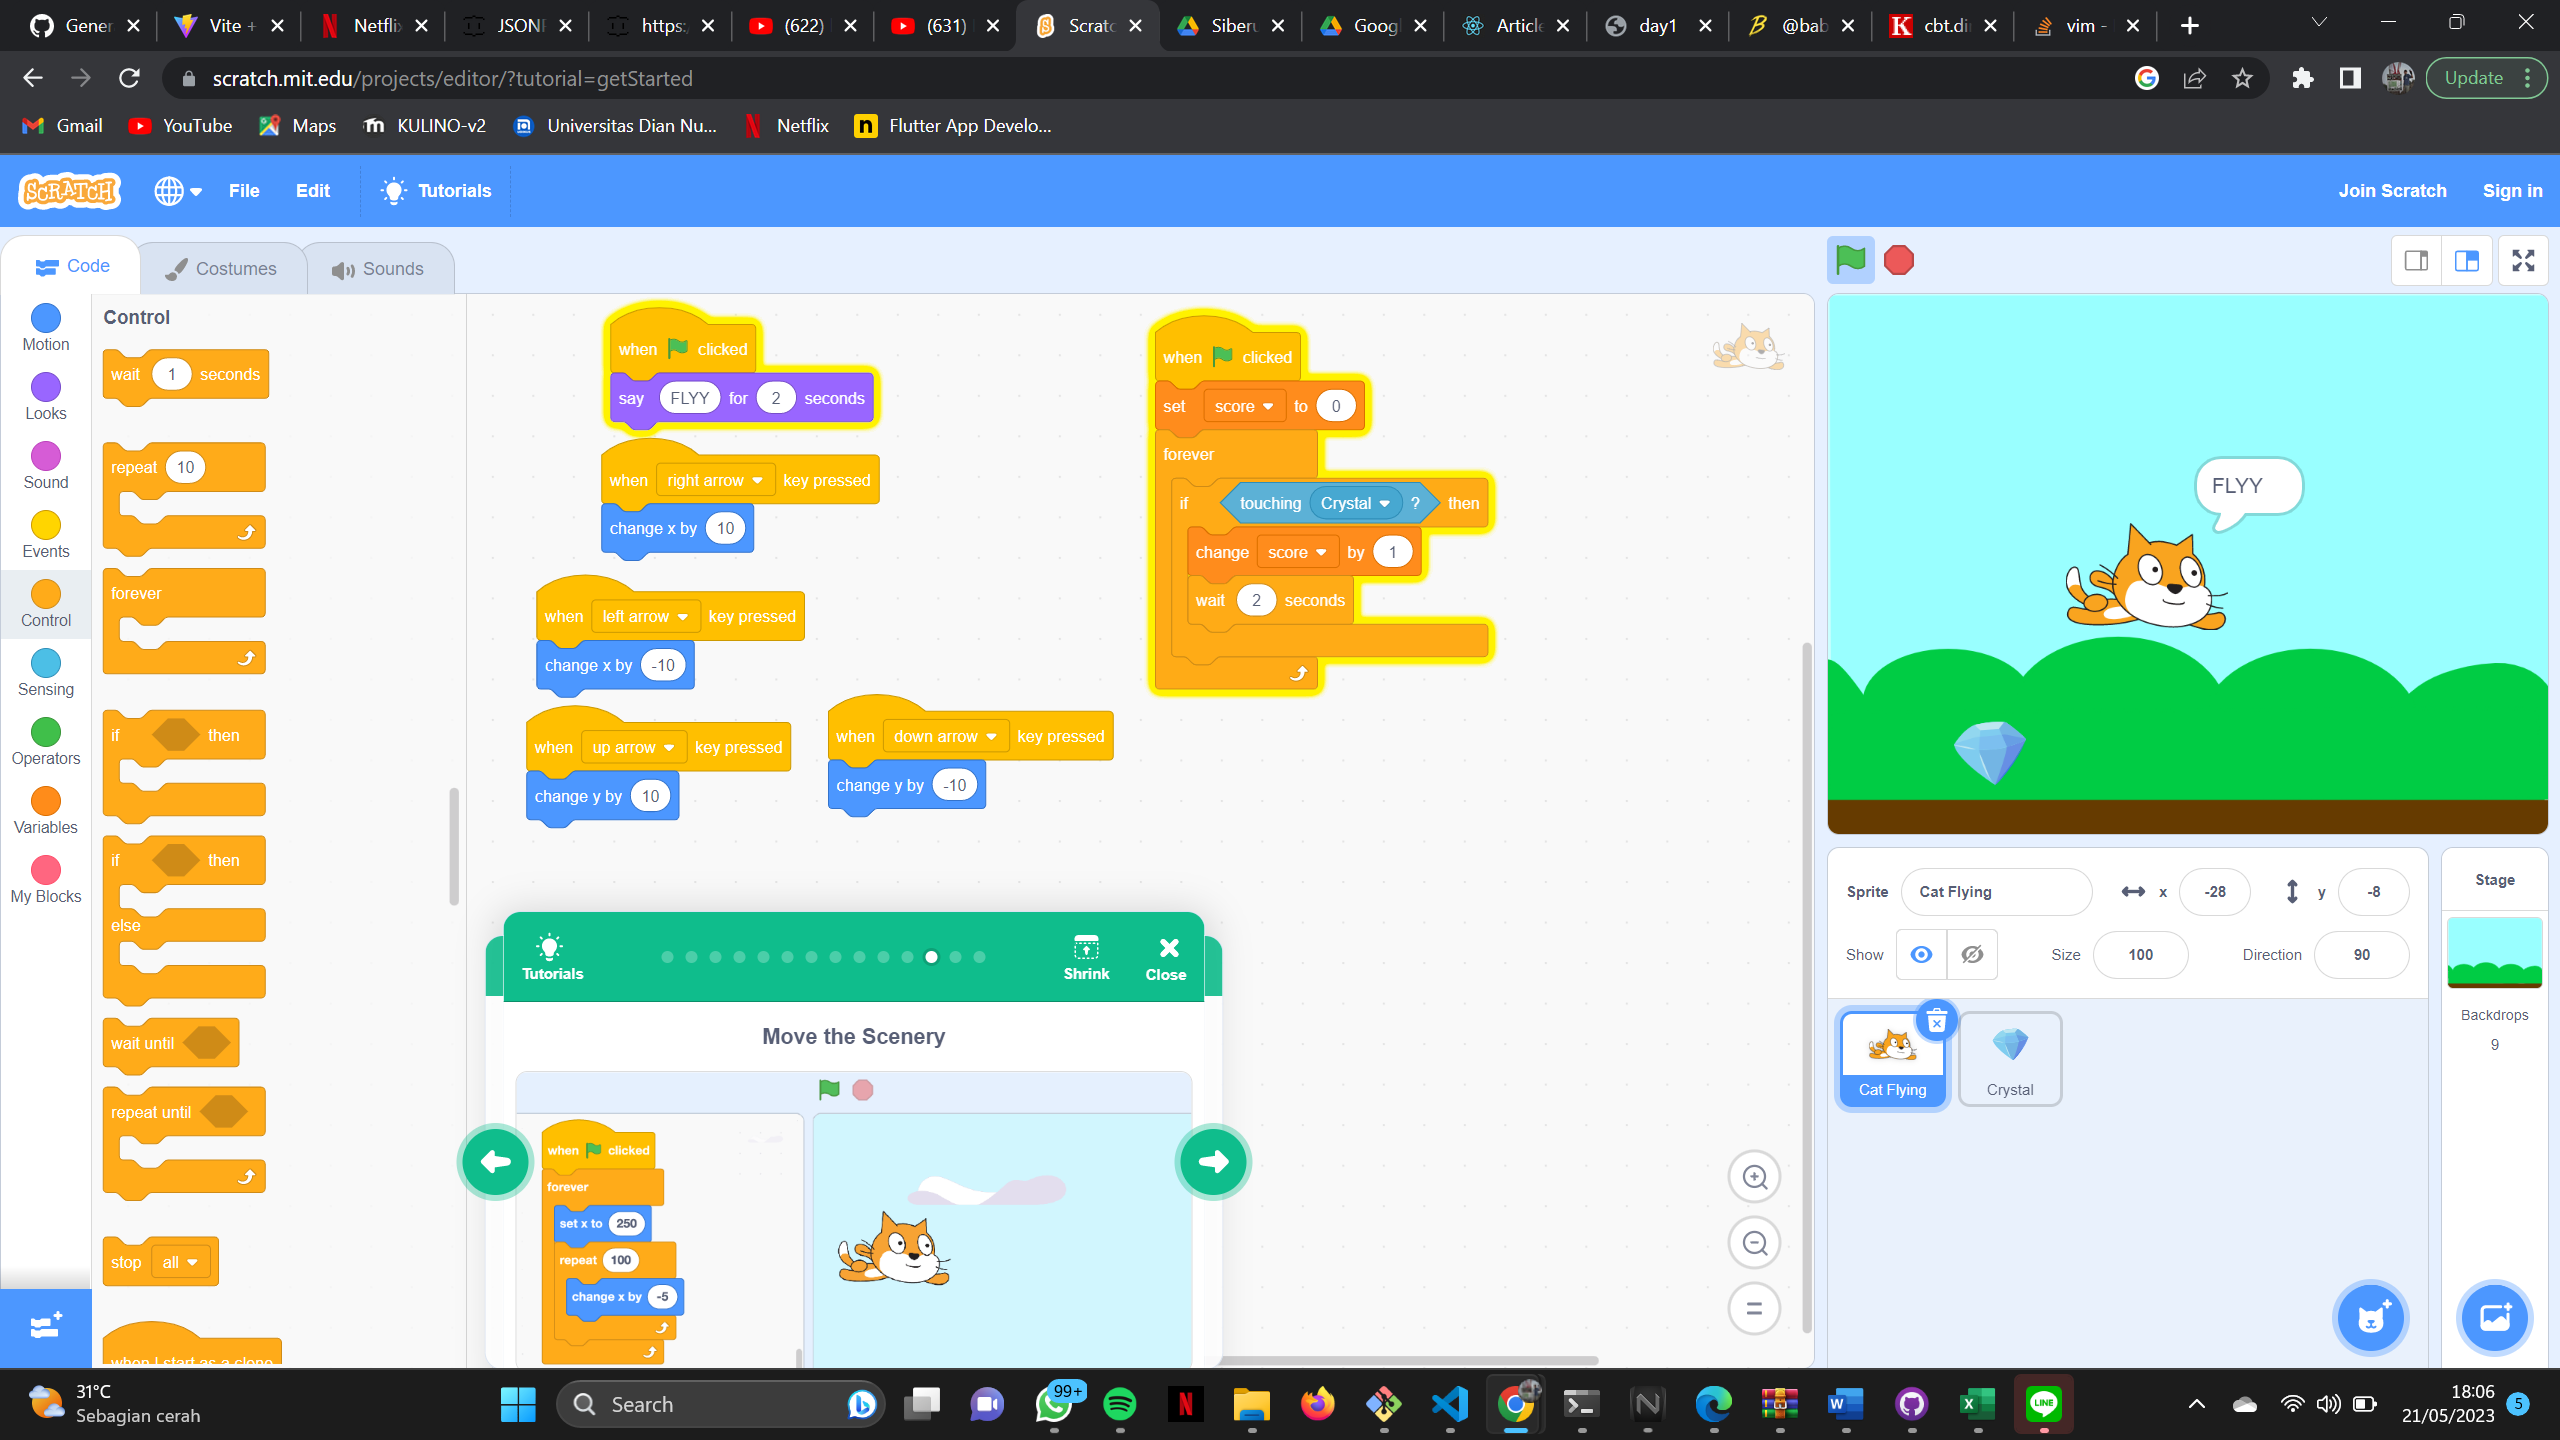 Gener
Vite +
Netflix
JSONF
https:/
(622)
(631)
Scratc
Siberu
Goog
Article
day1
@bab
cbt.di
vim -
scratch.mit.edu/projects/editor/?tutorial=getStarted
Update
Gmail
YouTube
Maps
KULINO-v2
Universitas Dian Nu...
Netflix
Flutter App Develo...
SCRATCH
File
Edit
Tutorials
Join Scratch
Sign in
Code
Costumes
Sounds
Motion
Looks
Sound
Events
Control
Sensing
Operators
Variables
My Blocks
Control
wait 1 seconds
repeat 10
forever
if then
if then
else
wait until
repeat until
stop all
when I start as a clone
when clicked
say FLYY for 2 seconds
when right arrow key pressed
change x by 10
when left arrow key pressed
change x by -10
when up arrow key pressed
change y by 10
when down arrow key pressed
change y by -10
when clicked
set score to 0
forever
if touching Crystal ? then
change score by 1
wait 2 seconds
Tutorials
Shrink
Close
Move the Scenery
when clicked
forever
set x to 250
repeat 100
change x by -5
FLYY
Sprite
Cat Flying
x
-28
y
-8
Show
Size
100
Direction
90
Cat Flying
Crystal
Stage
Backdrops
9
31°C
Sebagian cerah
Search
99+
LINE
18:06
21/05/2023
5